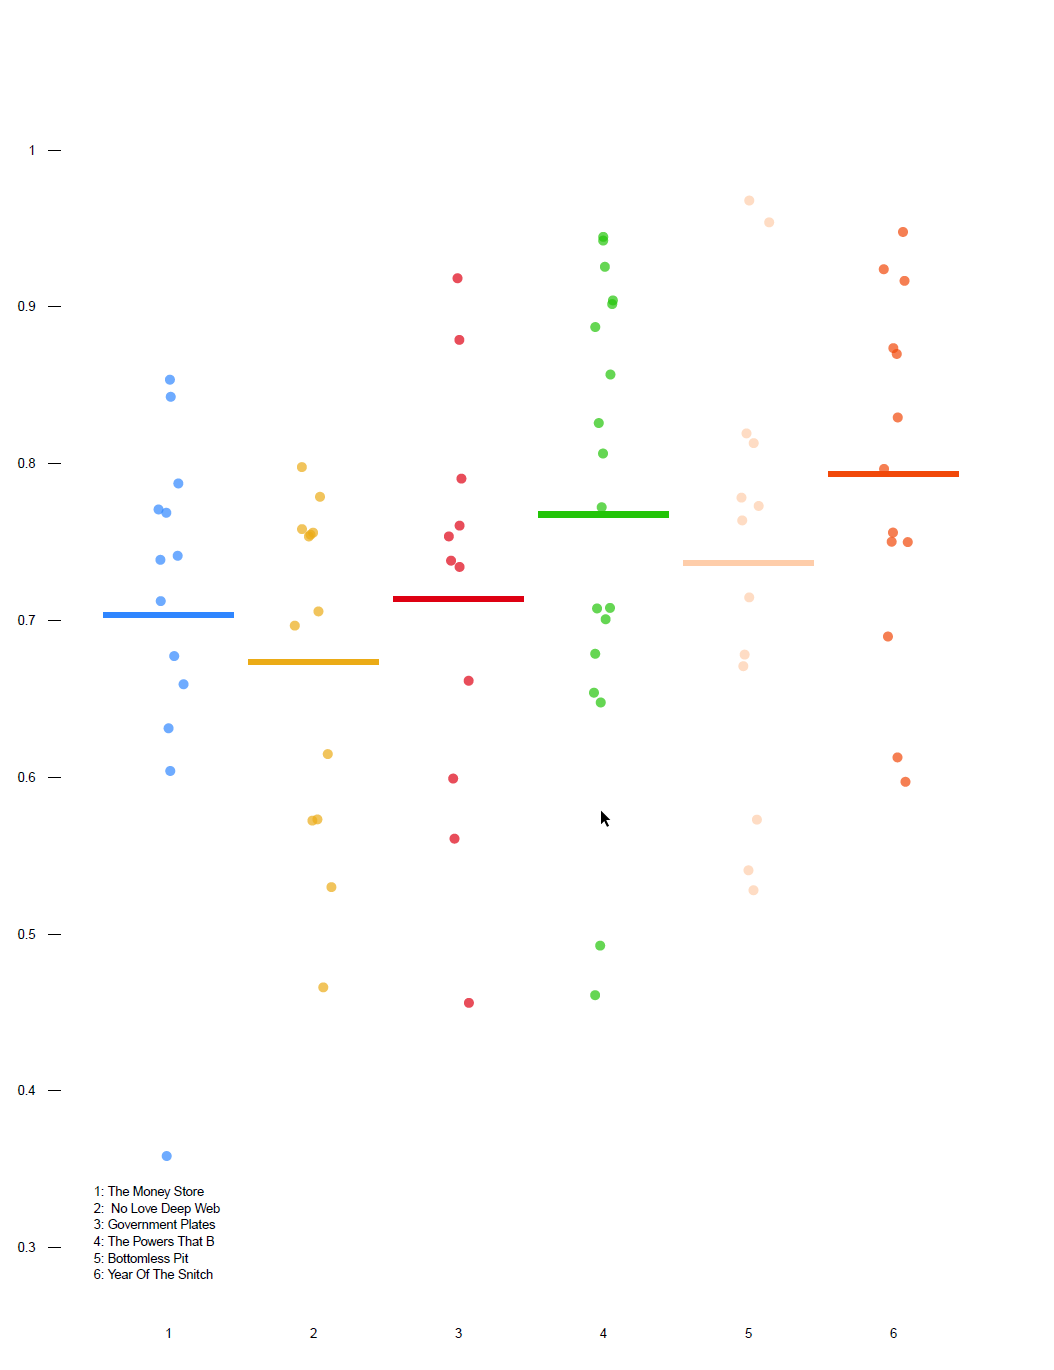 1
0.9
0.8
0.7
0.6
0.5
0.4
0.3
1: The Money Store
2: No Love Deep Web
3: Government Plates
4: The Powers That B
5: Bottomless Pit
6: Year Of The Snitch
1 2 3 4 5 6